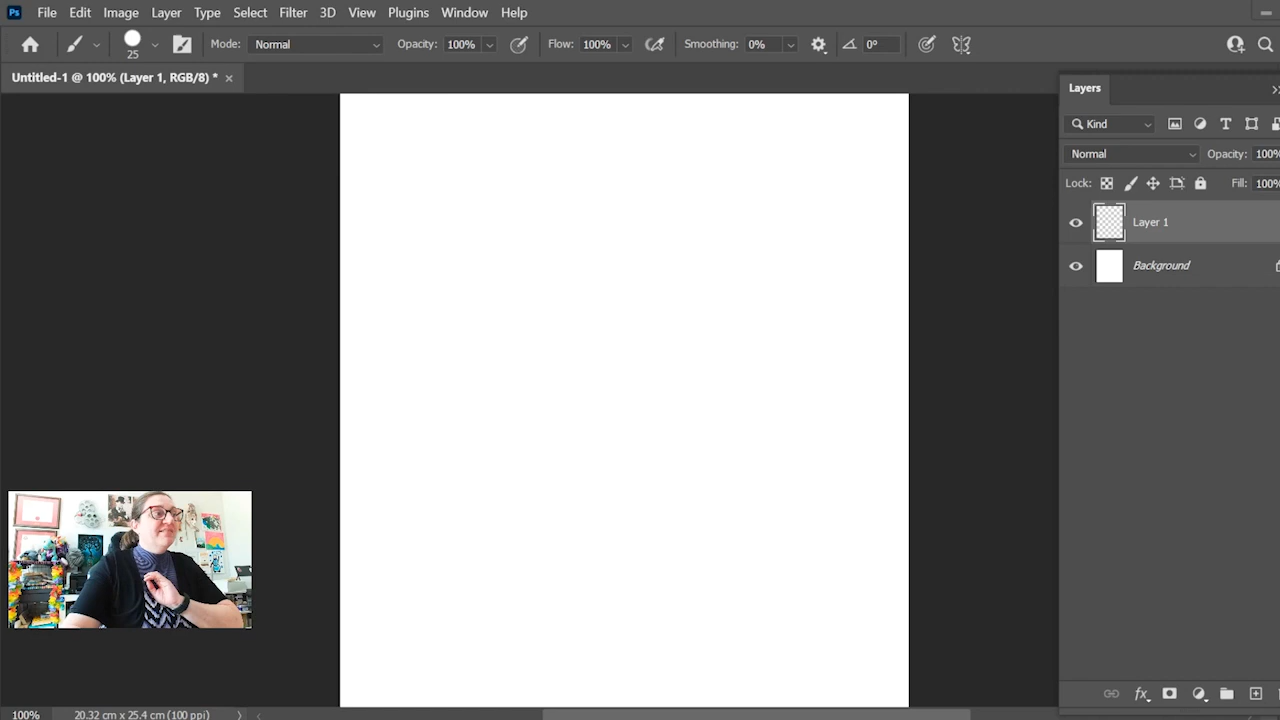 Ps File Edit Image Layer Type Select Filter 3D View Plugins Window Help
25 Mode: Normal Opacity: 100% Flow: 100% Smoothing: 0% 0°
Untitled-1 @ 100% (Layer 1, RGB/8) *
Layers
Kind
Normal Opacity: 100%
Lock: Fill: 100%
Layer 1
Background
fx
100% 20.32 cm x 25.4 cm (100 ppi)